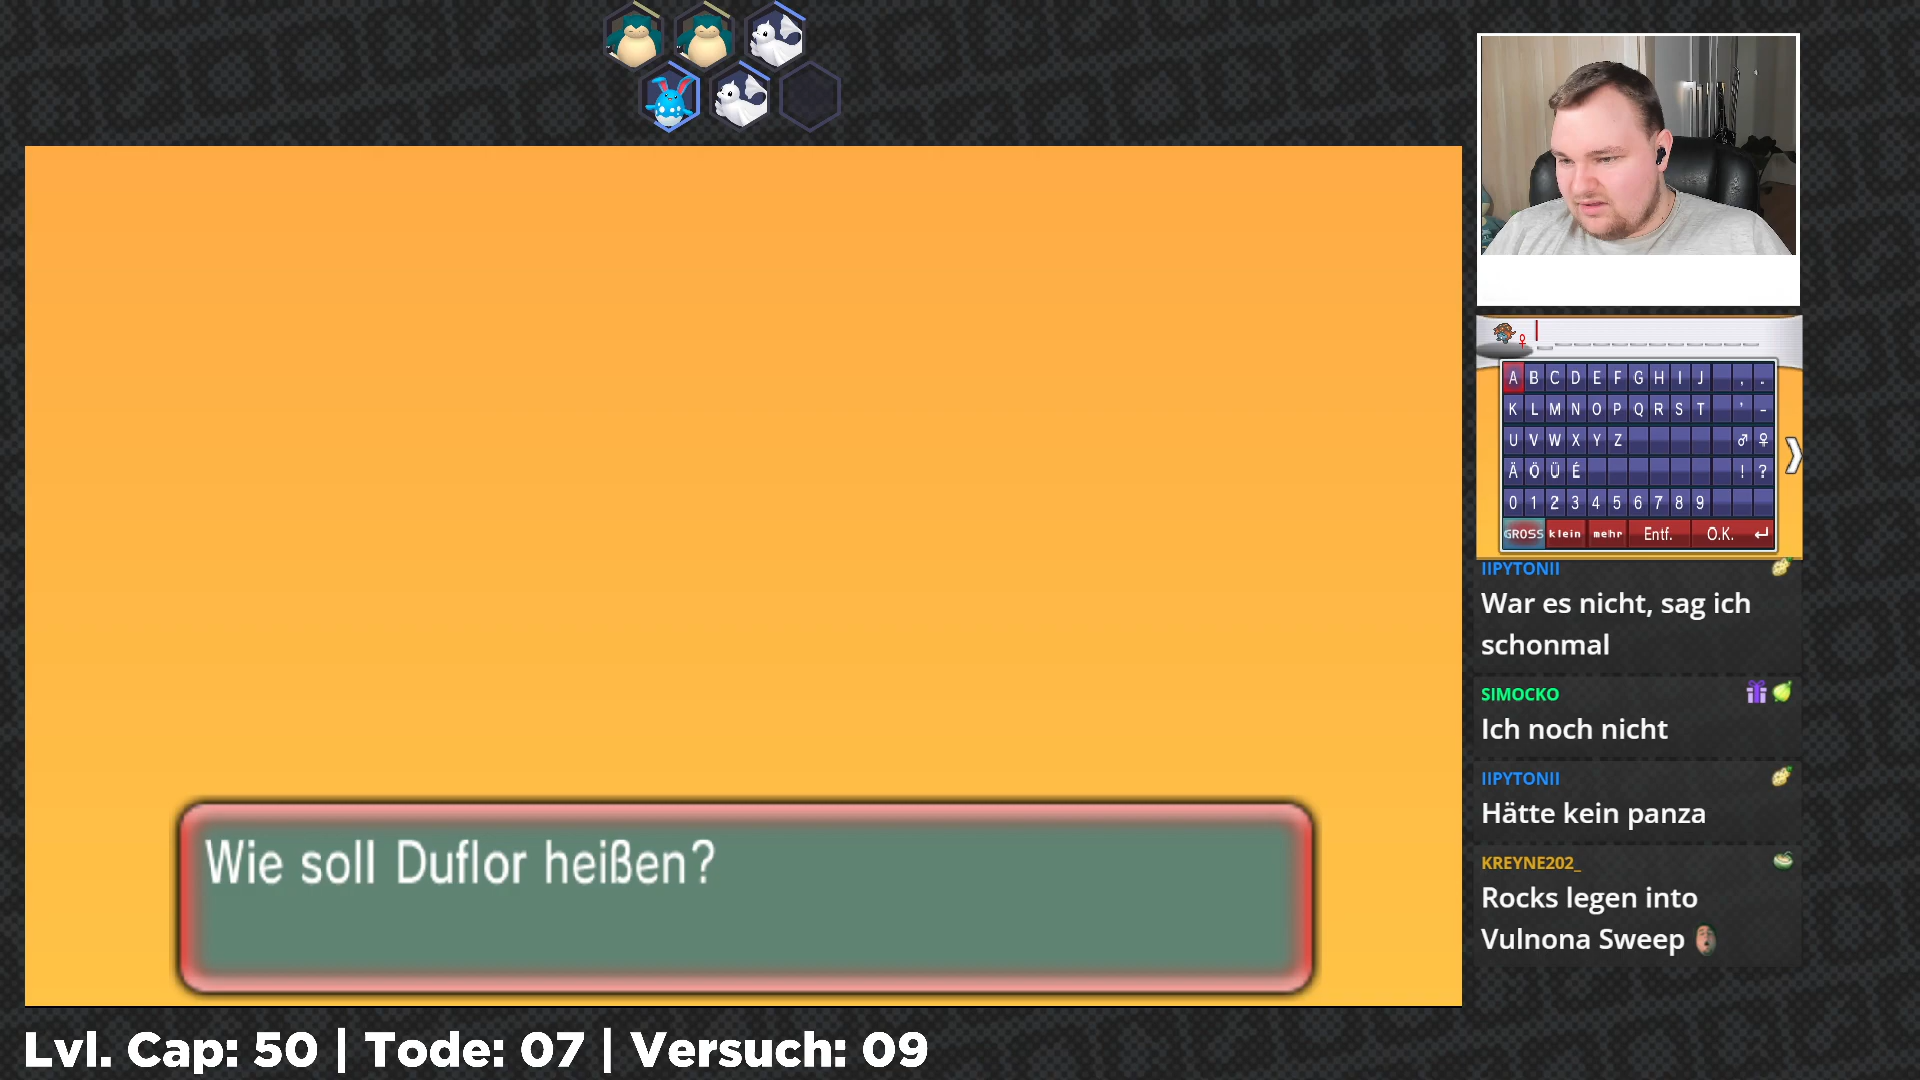 A B C D E F G H I J , .
K L M N O P Q R S T ' -
U V W X Y Z ♂ ♀
Ä Ö Ü É ! ?
0 1 2 3 4 5 6 7 8 9
GROSS klein mehr Entf. O.K.
IIPYTONII
War es nicht, sag ich
schonmal
SIMOCKO
Ich noch nicht
IIPYTONII
Hätte kein panza
KREYNE202_
Rocks legen into
Vulnona Sweep
Wie soll Duflor heißen?
Lvl. Cap: 50 | Tode: 07 | Versuch: 09